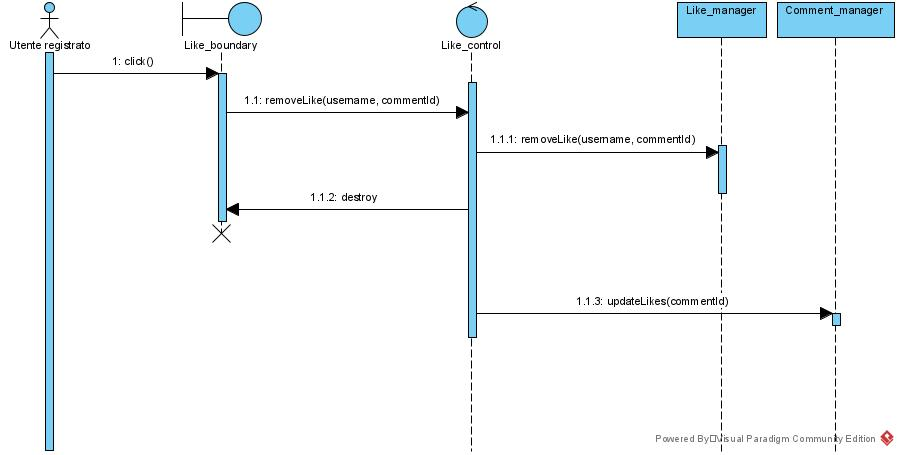 Like_manager
Comment_manager
Utente registrato
Like_boundary
Like_control
1: click()
1.1: removeLike(username, commentId)
1.1.1: removeLike(username, commentId)
1.1.2: destroy
1.1.3: updateLikes(commentId)
Powered By Visual Paradigm Community Edition